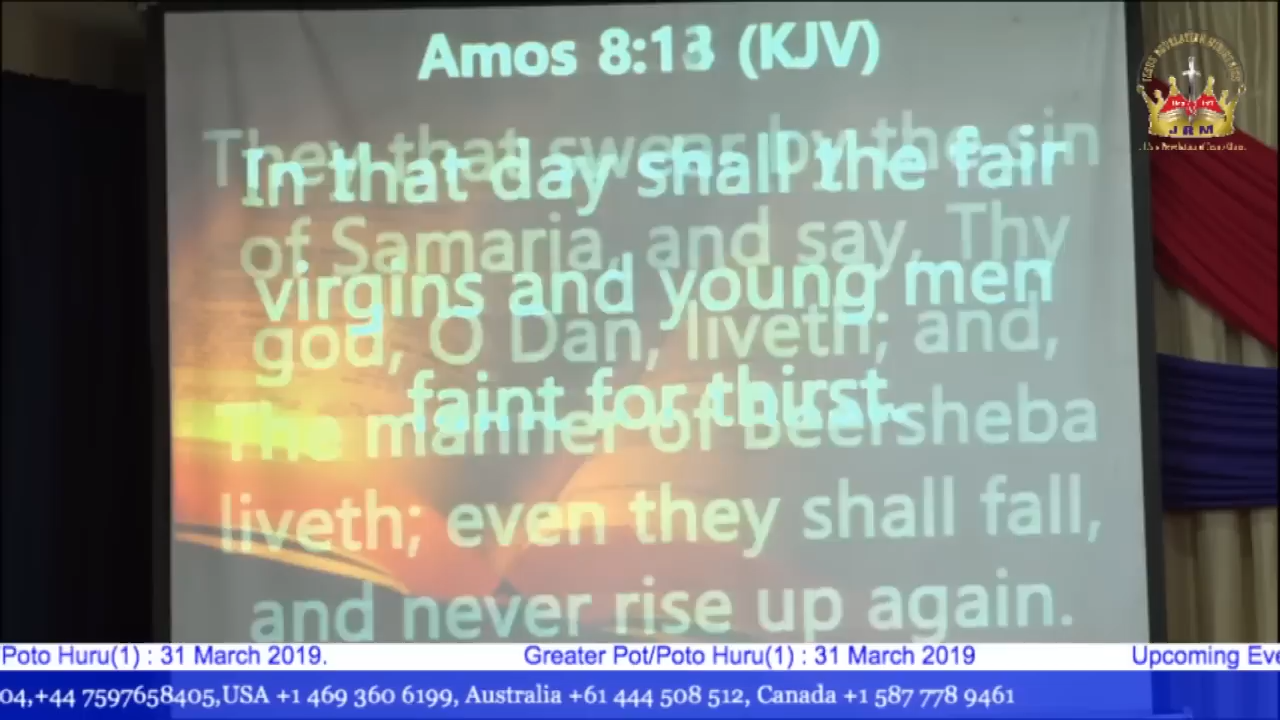 Amos 8:13 (KJV)
In that day shall the fair
virgins and young men
faint for thirst.
They that swear by the sin
of Samaria, and say, Thy
god, O Dan, liveth; and,
The manner of Beersheba
liveth; even they shall fall,
and never rise up again.
JRM
/Poto Huru(1) : 31 March 2019. Greater Pot/Poto Huru(1) : 31 March 2019 Upcoming Eve
04,+44 7597658405,USA +1 469 360 6199, Australia +61 444 508 512, Canada +1 587 778 9461